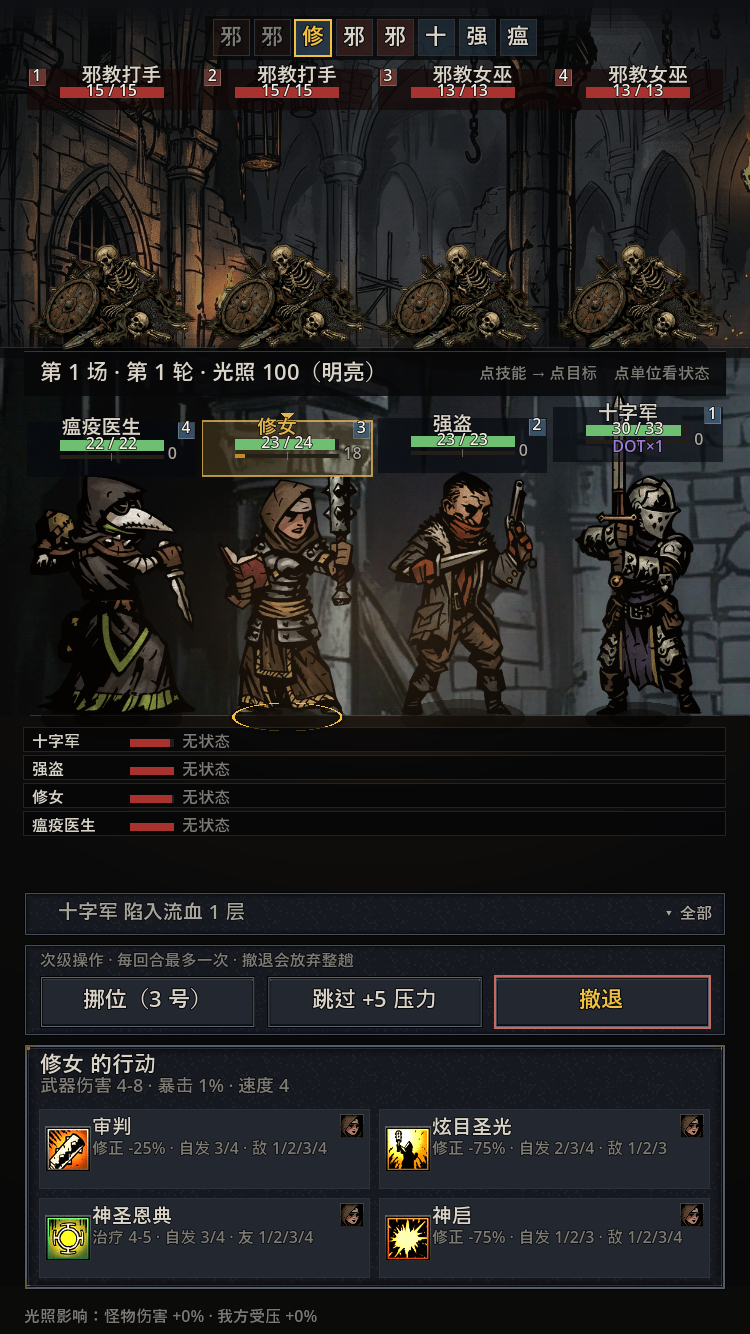 邪 邪 修 邪 邪 十 强 瘟
1 邪教打手 2 邪教打手 3 邪教女巫 4 邪教女巫
15 / 15 15 / 15 13 / 13 13 / 13
第 1 场 · 第 1 轮 · 光照 100（明亮） 点技能 → 点目标 点单位看状态
瘟疫医生 4 修女 3 强盗 2 十字军 1
22 / 22 0 23 / 24 18 23 / 23 0 30 / 33 0
DOT×1
十字军 无状态
强盗 无状态
修女 无状态
瘟疫医生 无状态
十字军 陷入流血 1 层 ▾ 全部
次级操作 · 每回合最多一次 · 撤退会放弃整趟
挪位（3 号） 跳过 +5 压力 撤退
修女 的行动
武器伤害 4-8 · 暴击 1% · 速度 4
审判
修正 -25% · 自发 3/4 · 敌 1/2/3/4
炫目圣光
修正 -75% · 自发 2/3/4 · 敌 1/2/3
神圣恩典
治疗 4-5 · 自发 3/4 · 友 1/2/3/4
神启
修正 -75% · 自发 1/2/3 · 敌 1/2/3/4
光照影响：怪物伤害 +0% · 我方受压 +0%